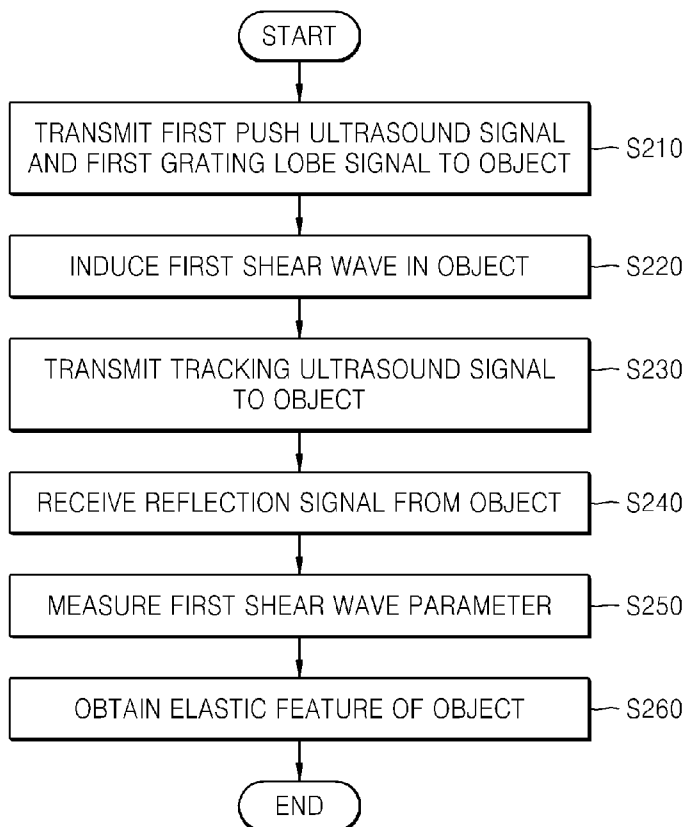 START
TRANSMIT FIRST PUSH ULTRASOUND SIGNAL
AND FIRST GRATING LOBE SIGNAL TO OBJECT
S210
INDUCE FIRST SHEAR WAVE IN OBJECT
S220
TRANSMIT TRACKING ULTRASOUND SIGNAL
TO OBJECT
S230
RECEIVE REFLECTION SIGNAL FROM OBJECT
S240
MEASURE FIRST SHEAR WAVE PARAMETER
S250
OBTAIN ELASTIC FEATURE OF OBJECT
S260
END